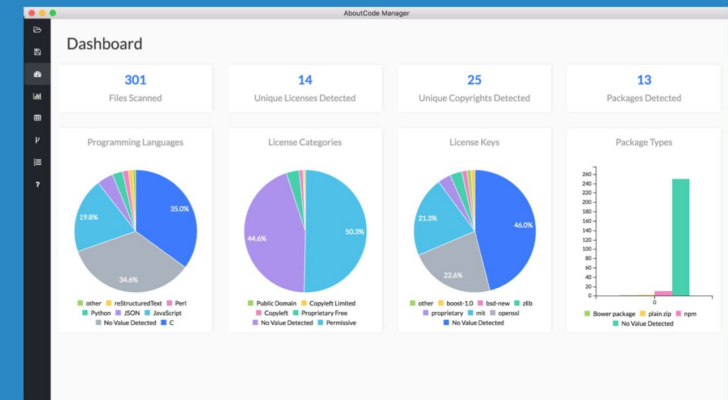 AboutCode Manager
Dashboard
301
Files Scanned
14
Unique Licenses Detected
25
Unique Copyrights Detected
13
Packages Detected
Programming Languages
35.0%
19.8%
34.6%
other reStructuredText Perl
Python JSON JavaScript
No Value Detected C
License Categories
44.6%
50.3%
Public Domain Copyleft Limited
Copyleft Proprietary Free
No Value Detected Permissive
License Keys
21.3%
46.0%
22.6%
other boost-1.0 bsd-new zlib
proprietary mit openssl
No Value Detected
Package Types
260
240
220
200
180
160
140
120
100
80
60
40
20
0
0
Bower package plain zip npm
No Value Detected
?